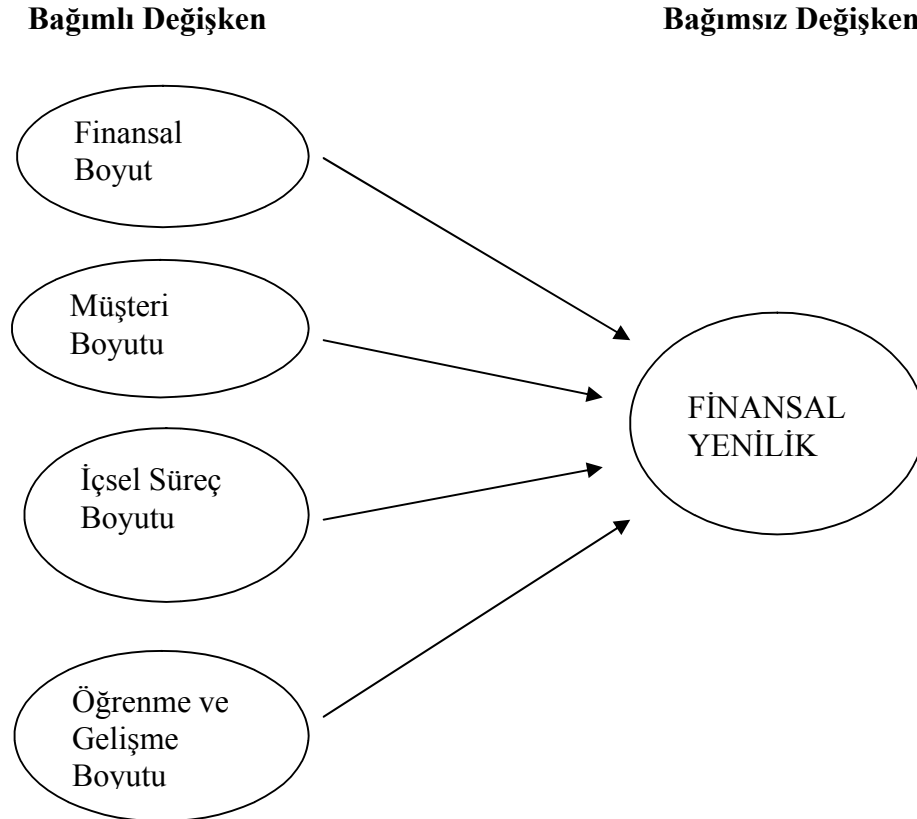 Bağımlı Değişken
Bağımsız Değişken
Finansal
Boyut
Müşteri
Boyutu
İçsel Süreç
Boyutu
Öğrenme ve
Gelişme
Boyutu
FİNANSAL
YENİLİK